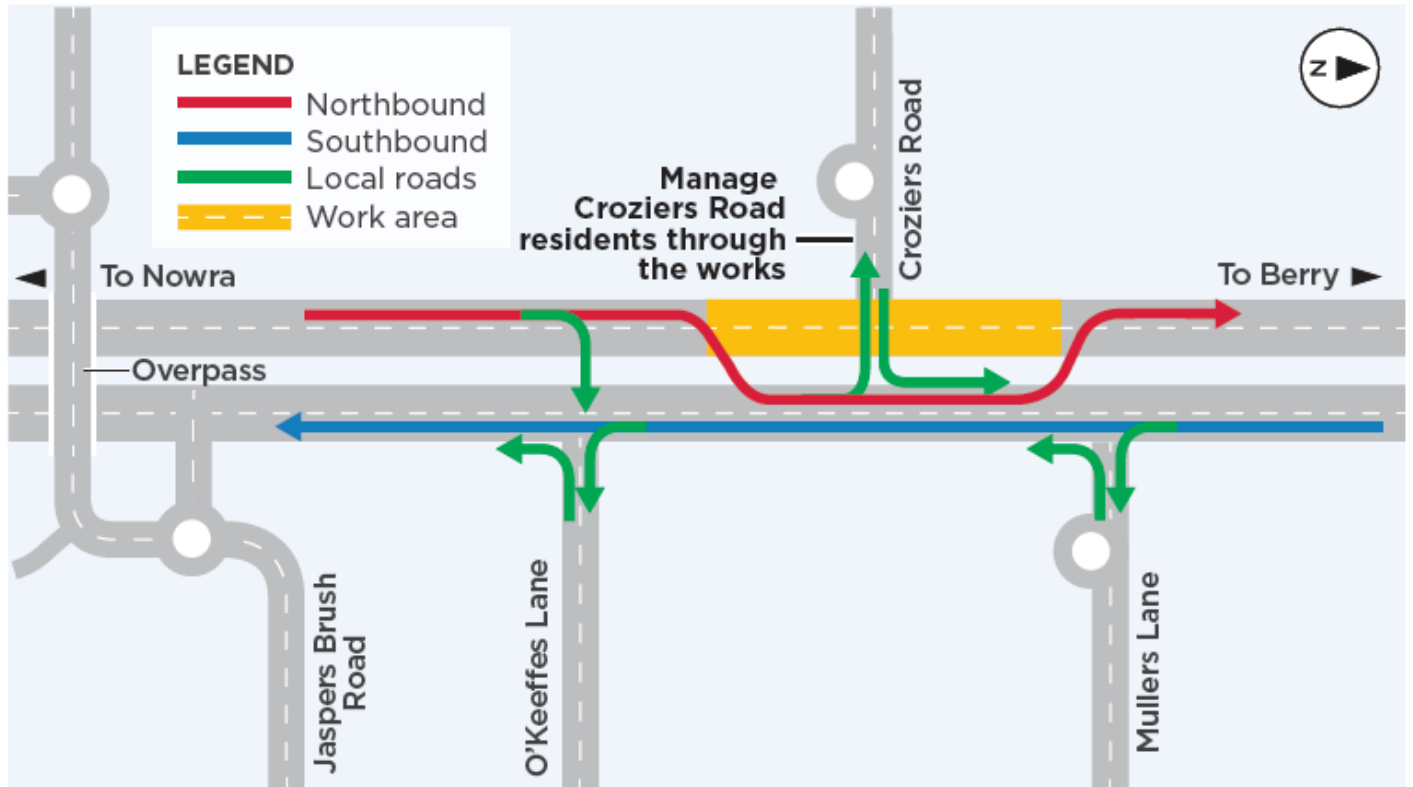 LEGEND
Northbound
Southbound
Local roads
Work area
N
Manage
Croziers Road
residents through
the works
Croziers Road
To Nowra
To Berry
Overpass
Jaspers Brush
Road
O'Keeffes Lane
Mullers Lane